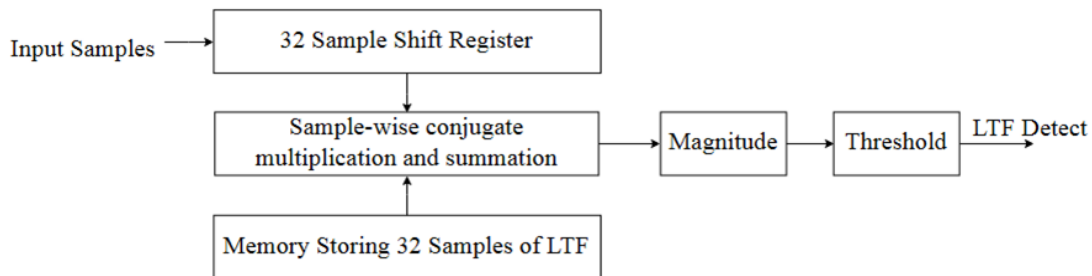 32 Sample Shift Register
Input Samples
Sample-wise conjugate
multiplication and summation
Magnitude
Threshold
LTF Detect
Memory Storing 32 Samples of LTF